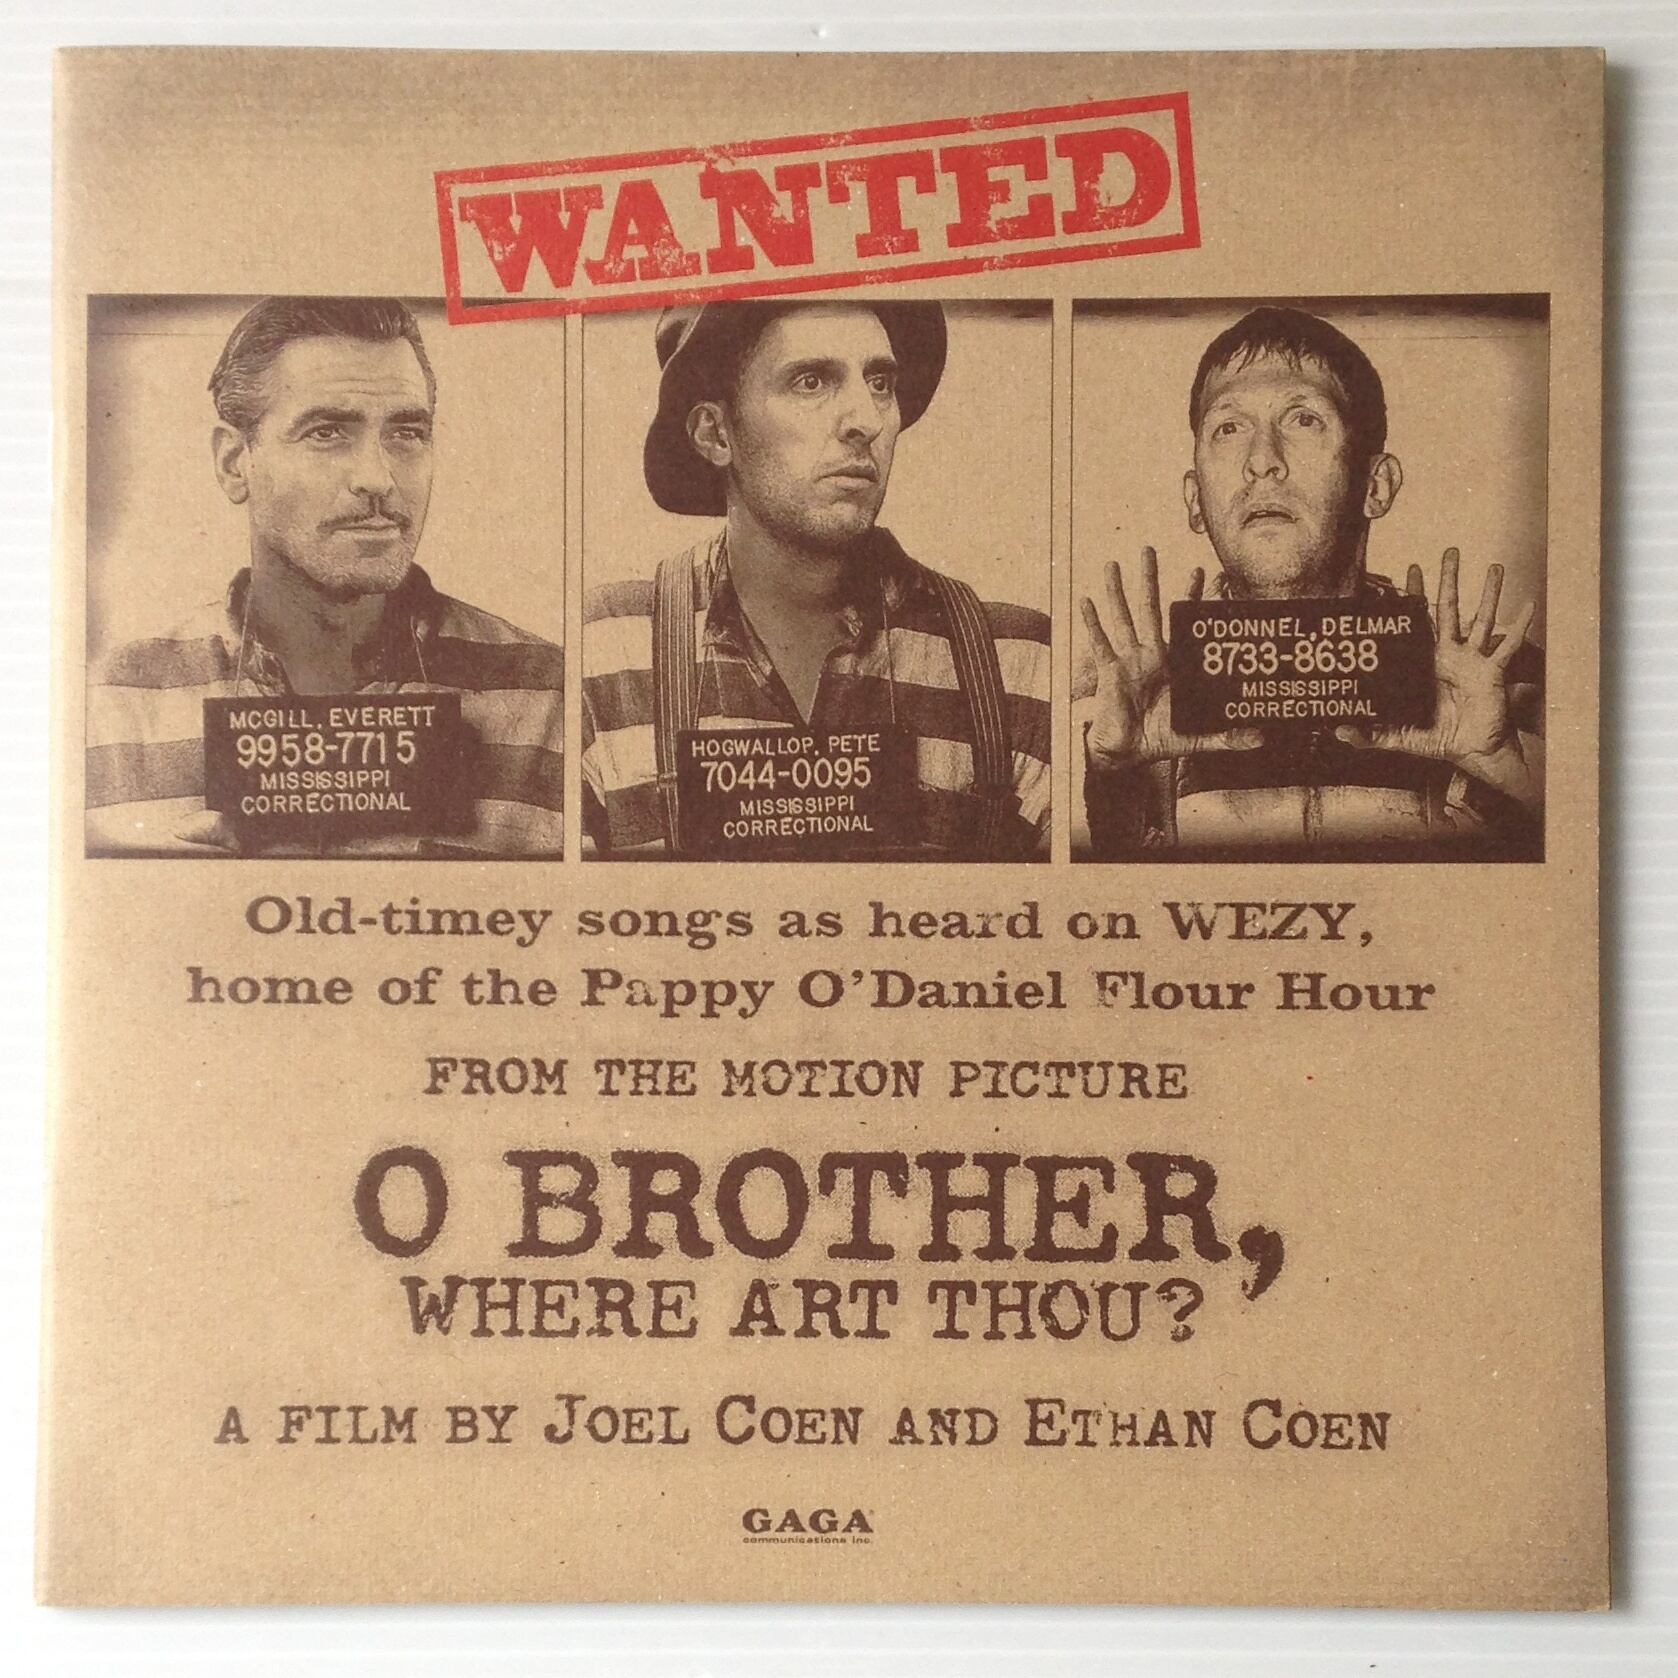 WANTED
MCGILL, EVERETT
9958-7715
MISSISSIPPI
CORRECTIONAL
HOGWALLOP, PETE
7044-0095
MISSISSIPPI
CORRECTIONAL
O'DONNEL, DELMAR
8733-8638
MISSISSIPPI
CORRECTIONAL
Old-timey songs as heard on WEZY,
home of the Pappy O'Daniel Flour Hour
FROM THE MOTION PICTURE
O BROTHER,
WHERE ART THOU?
A FILM BY JOEL COEN AND ETHAN COEN
GAGA
communications inc.